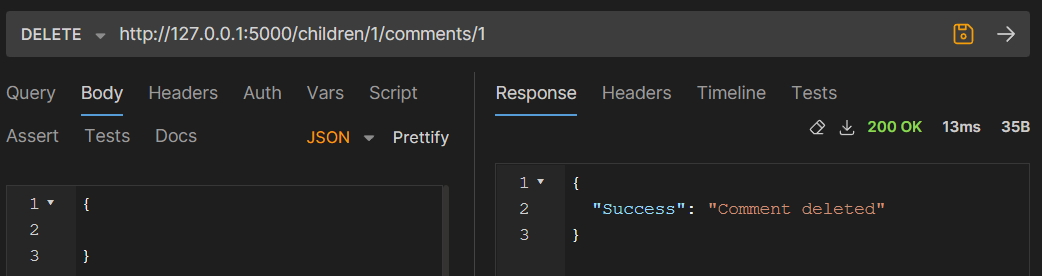 DELETE http://127.0.0.1:5000/children/1/comments/1
Query Body Headers Auth Vars Script
Assert Tests Docs JSON Prettify
1 {
2
3 }
Response Headers Timeline Tests
200 OK 13ms 35B
1 {
2 "Success": "Comment deleted"
3 }